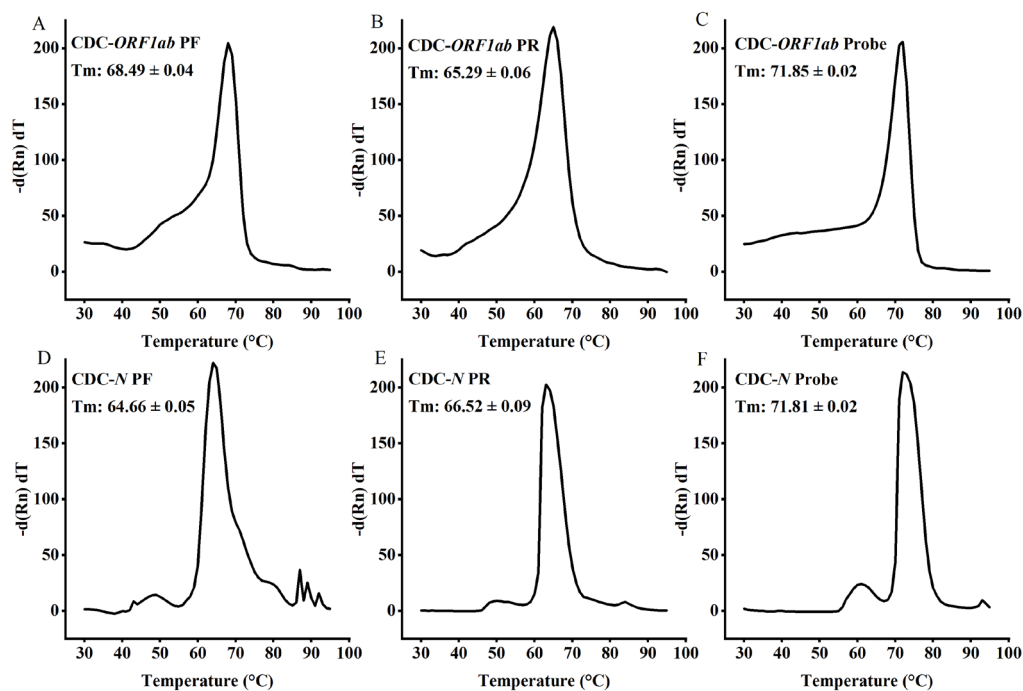 A
CDC-ORF1ab PF
Tm: 68.49 ± 0.04
-d(Rn) dT
200
150
100
50
0
30 40 50 60 70 80 90 100
Temperature (°C)
B
CDC-ORF1ab PR
Tm: 65.29 ± 0.06
-d(Rn) dT
200
150
100
50
0
30 40 50 60 70 80 90 100
Temperature (°C)
C
CDC-ORF1ab Probe
Tm: 71.85 ± 0.02
-d(Rn) dT
200
150
100
50
0
30 40 50 60 70 80 90 100
Temperature (°C)
D
CDC-N PF
Tm: 64.66 ± 0.05
-d(Rn) dT
200
150
100
50
0
30 40 50 60 70 80 90 100
Temperature (°C)
E
CDC-N PR
Tm: 66.52 ± 0.09
-d(Rn) dT
200
150
100
50
0
30 40 50 60 70 80 90 100
Temperature (°C)
F
CDC-N Probe
Tm: 71.81 ± 0.02
-d(Rn) dT
200
150
100
50
0
30 40 50 60 70 80 90 100
Temperature (°C)